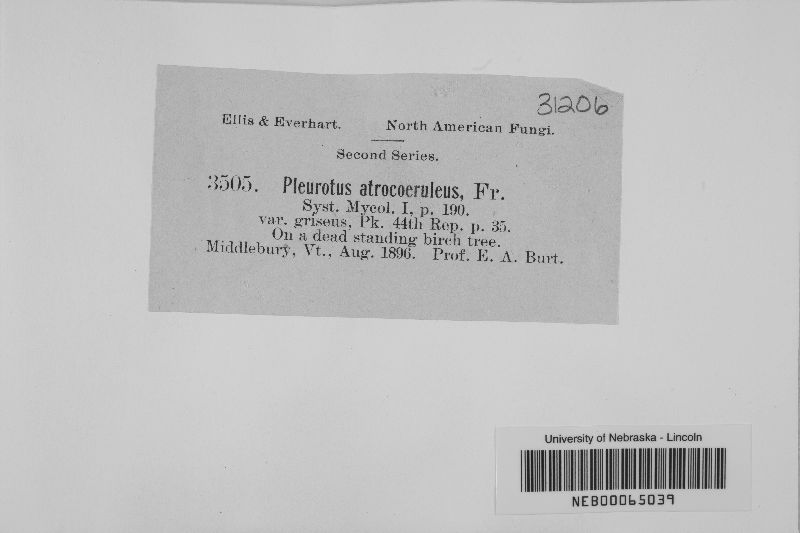 31206
Ellis & Everhart. North American Fungi.
Second Series.
3505. Pleurotus atrocoeruleus, Fr.
Syst. Mycol. I, p. 190.
var. griseus, Pk. 44th Rep. p. 35.
On a dead standing birch tree.
Middlebury, Vt., Aug. 1896. Prof. E. A. Burt.
University of Nebraska - Lincoln
NEB00065039